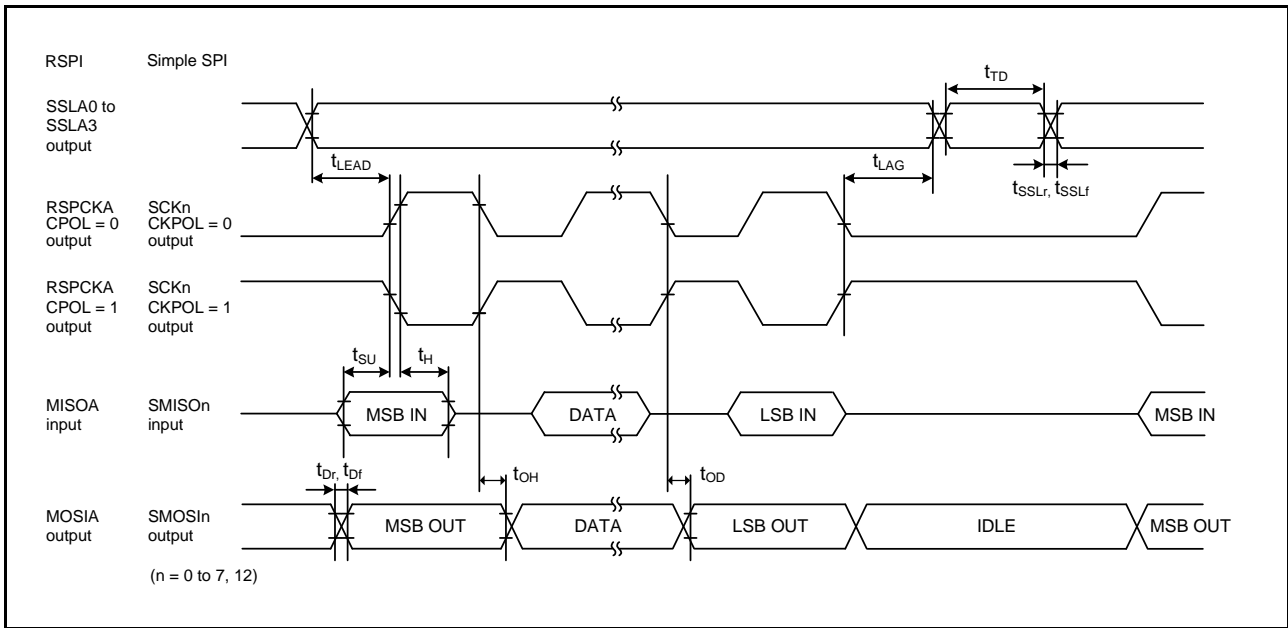 RSPI Simple SPI
tTD
SSLA0 to
SSLA3
output
tLEAD
tLAG
tSSLr, tSSLf
RSPCKA SCKn
CPOL = 0 CKPOL = 0
output output
RSPCKA SCKn
CPOL = 1 CKPOL = 1
output output
tSU tH
MISOA SMISOn
input input
MSB IN DATA LSB IN MSB IN
tDr, tDf
tOH
tOD
MOSIA SMOSIn
output output
MSB OUT DATA LSB OUT IDLE MSB OUT
(n = 0 to 7, 12)